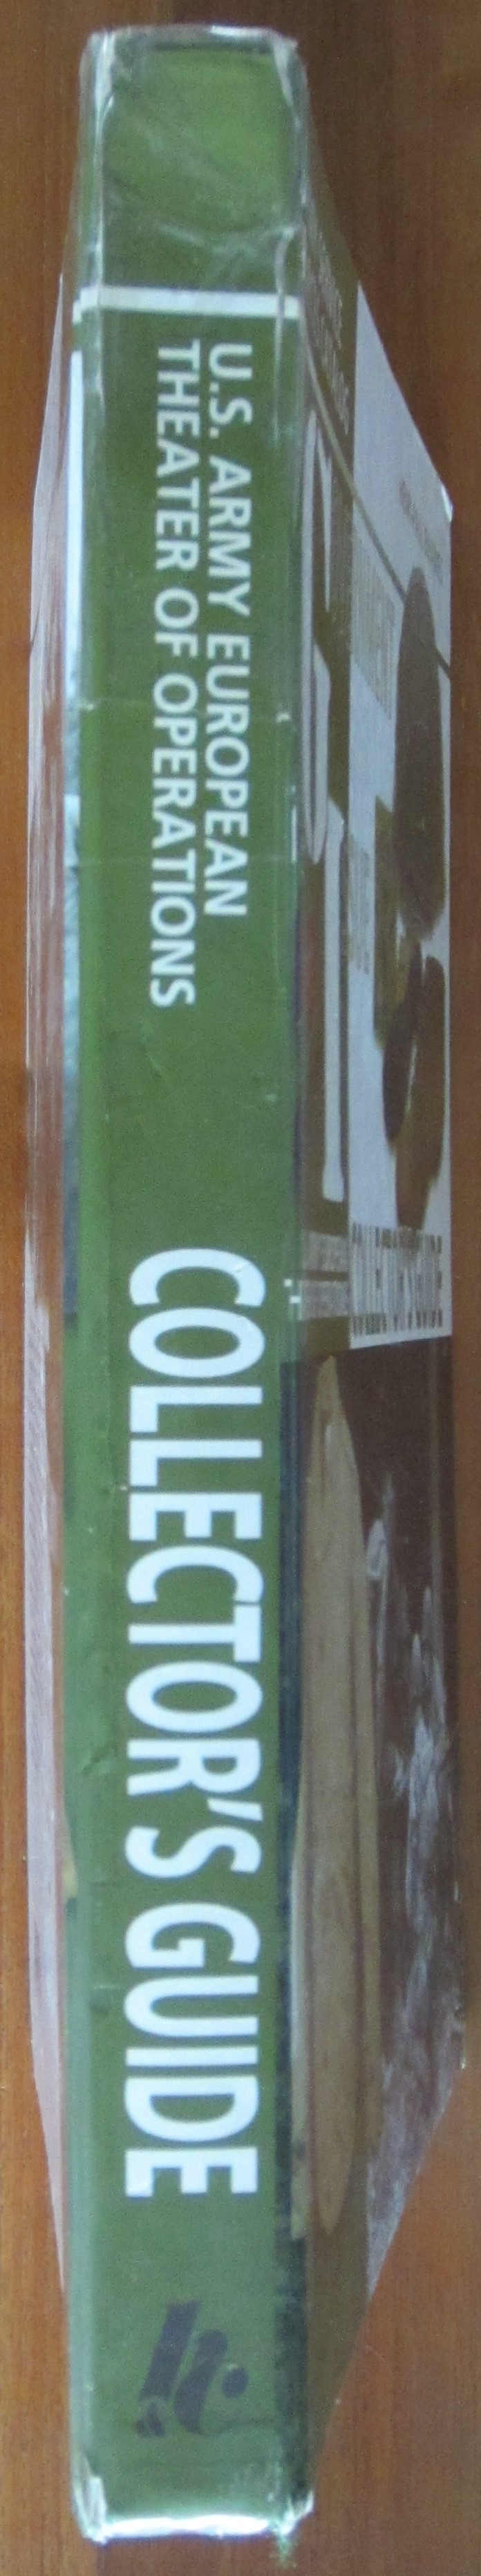 U.S. ARMY EUROPEAN
THEATER OF OPERATIONS
COLLECTOR'S GUIDE